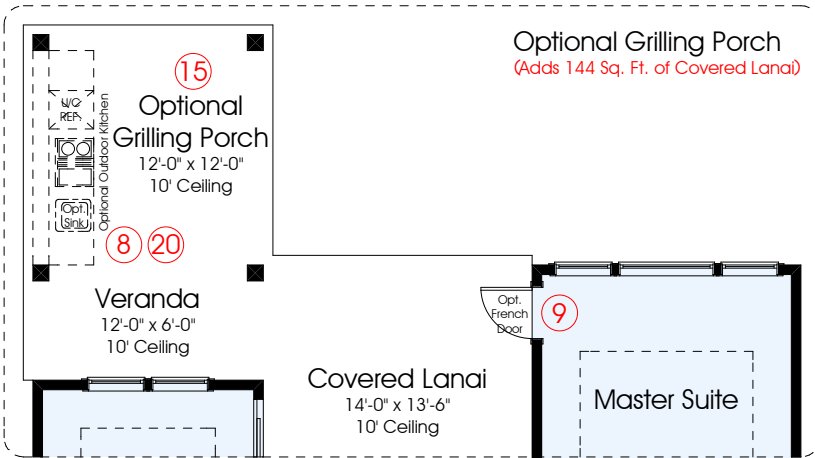 Optional Grilling Porch
(Adds 144 Sq. Ft. of Covered Lanai)
15
Optional
Grilling Porch
12'-0" x 12'-0"
10' Ceiling
U/C
REF.
Optional Outdoor Kitchen
Opt.
Sink
8 20
Veranda
12'-0" x 6'-0"
10' Ceiling
Opt.
French
Door
9
Covered Lanai
14'-0" x 13'-6"
10' Ceiling
Master Suite